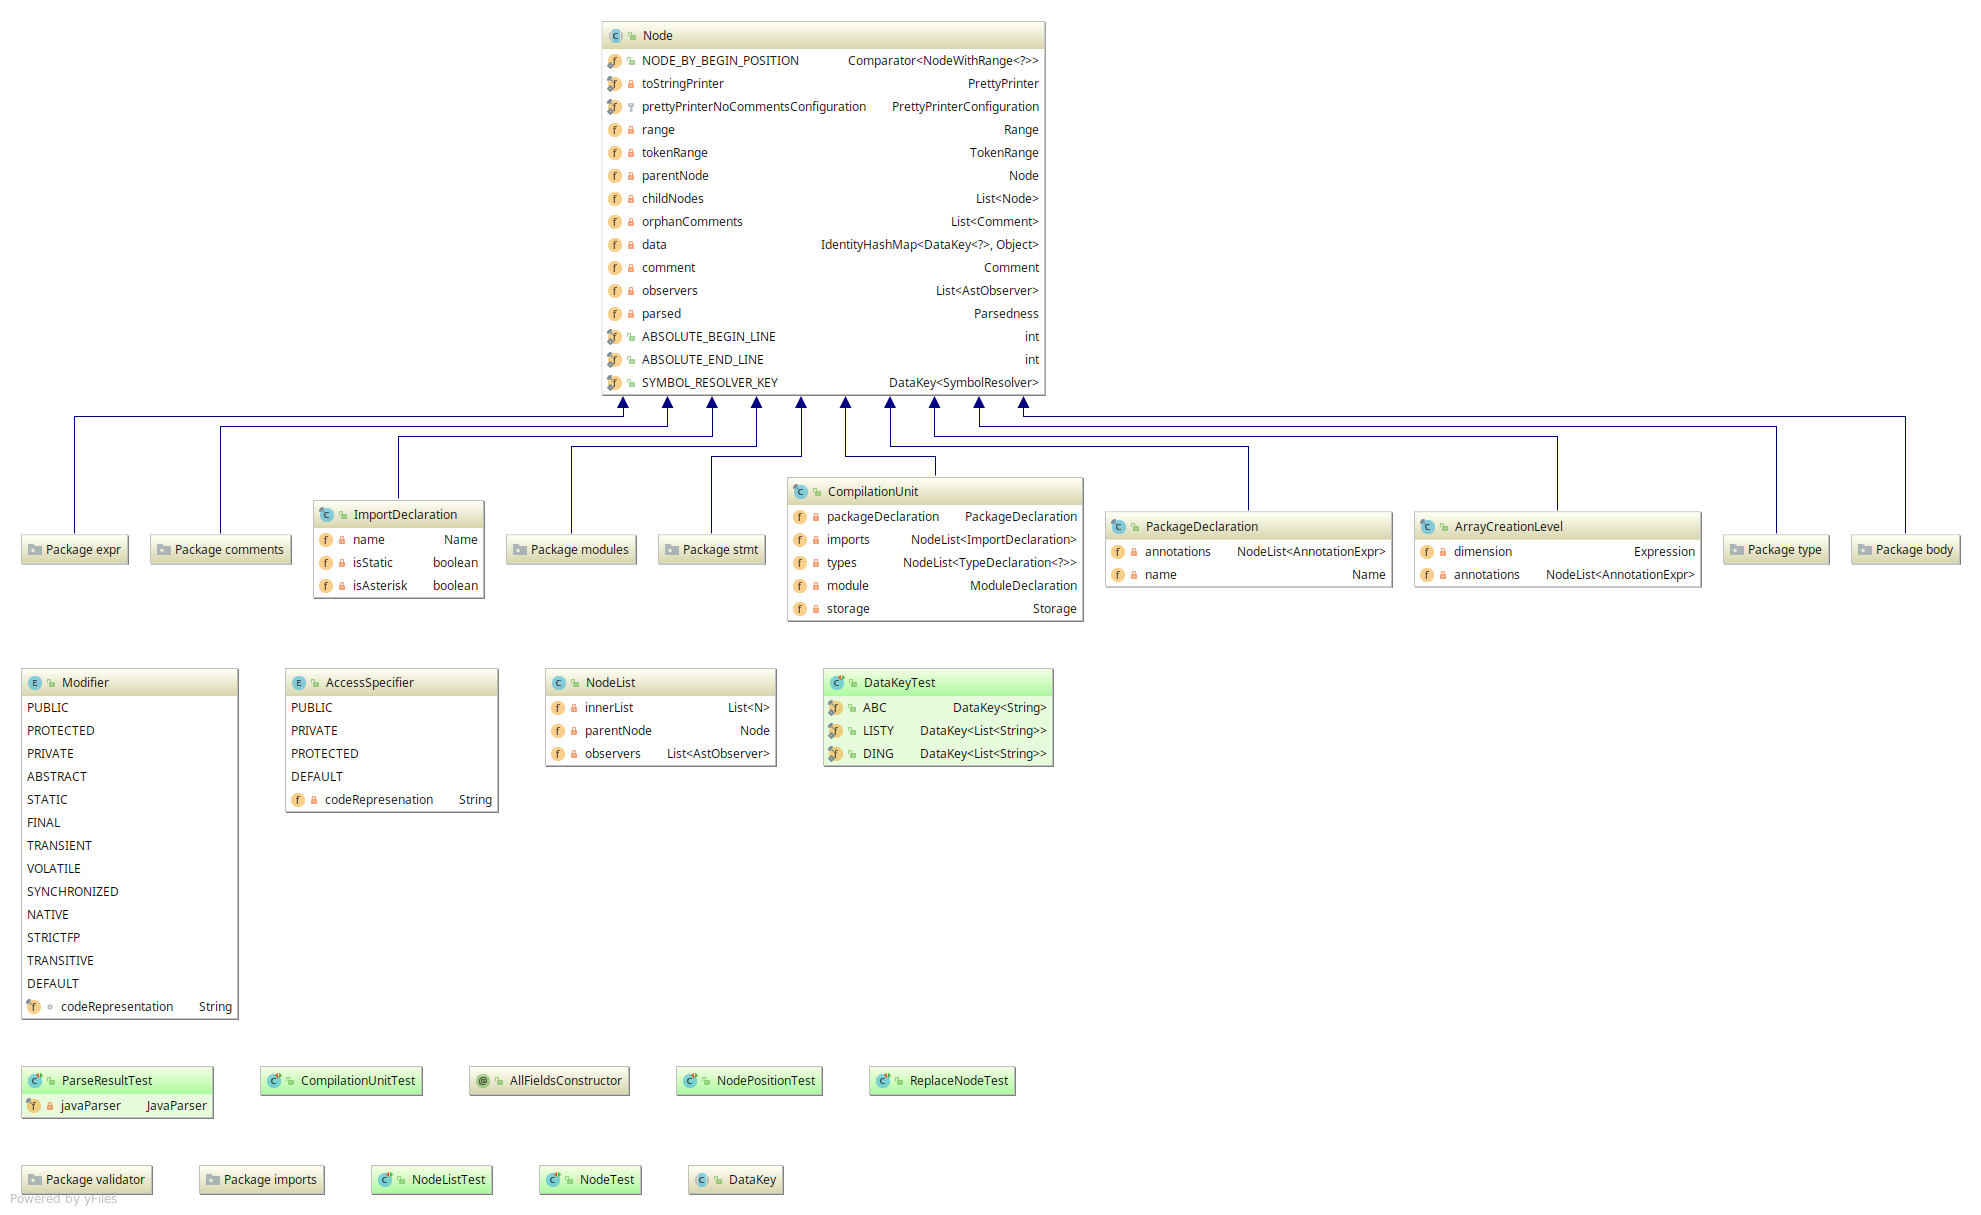 Node
NODE_BY_BEGIN_POSITION Comparator<NodeWithRange<?>>
toStringPrinter PrettyPrinter
prettyPrinterNoCommentsConfiguration PrettyPrinterConfiguration
range Range
tokenRange TokenRange
parentNode Node
childNodes List<Node>
orphanComments List<Comment>
data IdentityHashMap<DataKey<?>, Object>
comment Comment
observers List<AstObserver>
parsed Parsedness
ABSOLUTE_BEGIN_LINE int
ABSOLUTE_END_LINE int
SYMBOL_RESOLVER_KEY DataKey<SymbolResolver>
Package expr
Package comments
ImportDeclaration
name Name
isStatic boolean
isAsterisk boolean
Package modules
Package stmt
CompilationUnit
packageDeclaration PackageDeclaration
imports NodeList<ImportDeclaration>
types NodeList<TypeDeclaration<?>>
module ModuleDeclaration
storage Storage
PackageDeclaration
annotations NodeList<AnnotationExpr>
name Name
ArrayCreationLevel
dimension Expression
annotations NodeList<AnnotationExpr>
Package type
Package body
Modifier
PUBLIC
PROTECTED
PRIVATE
ABSTRACT
STATIC
FINAL
TRANSIENT
VOLATILE
SYNCHRONIZED
NATIVE
STRICTFP
TRANSITIVE
DEFAULT
codeRepresentation String
AccessSpecifier
PUBLIC
PRIVATE
PROTECTED
DEFAULT
codeRepresenation String
NodeList
innerList List<N>
parentNode Node
observers List<AstObserver>
DataKeyTest
ABC DataKey<String>
LISTY DataKey<List<String>>
DING DataKey<List<String>>
ParseResultTest
javaParser JavaParser
CompilationUnitTest
AllFieldsConstructor
NodePositionTest
ReplaceNodeTest
Package validator
Package imports
NodeListTest
NodeTest
DataKey
Powered by yFiles